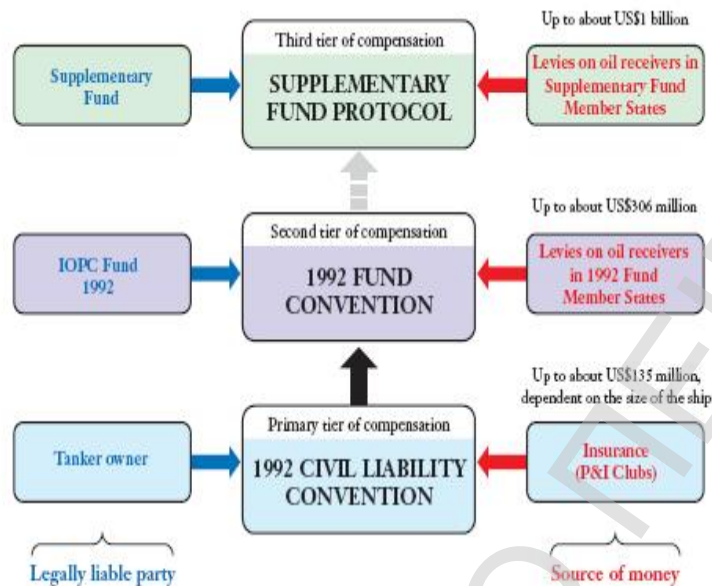 Third tier of compensation
Up to about US$1 billion
Supplementary
Fund
SUPPLEMENTARY
FUND PROTOCOL
Levies on oil receivers in
Supplementary Fund
Member States
Second tier of compensation
Up to about US$306 million
IOPC Fund
1992
1992 FUND
CONVENTION
Levies on oil receivers
in 1992 Fund
Member States
Up to about US$135 million,
dependent on the size of the ship
Primary tier of compensation
Tanker owner
1992 CIVIL LIABILITY
CONVENTION
Insurance
(P&I Clubs)
Legally liable party
Source of money